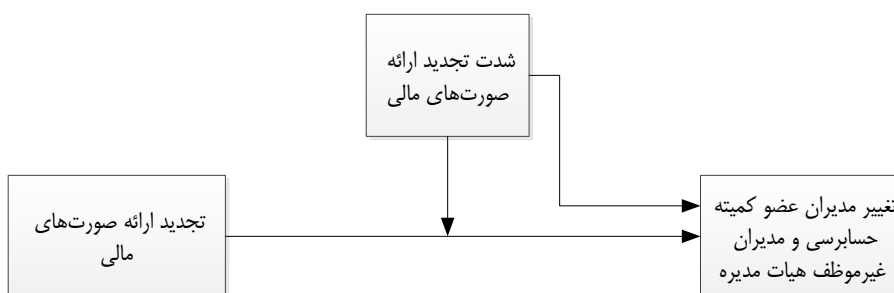 شدت تجدید ارائه
صورت‌های مالی
تجدید ارائه صورت‌های
مالی
تغییر مدیران عضو کمیته
حسابرسی و مدیران
غیرموظف هیات مدیره